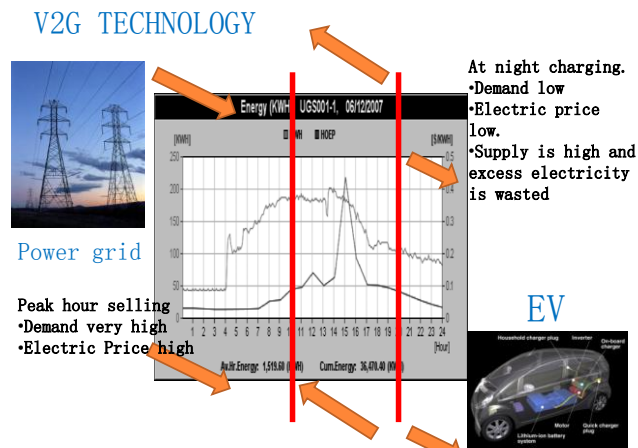 V2G TECHNOLOGY
At night charging.
•Demand low
•Electric price
low.
•Supply is high and
excess electricity
is wasted
Energy (KWH) UGS001-1, 06/12/2007
[KWH]
HOEP
[$/KWH]
250
200
150
100
50
0
0.5
0.4
0.3
0.2
0.1
0
1 2 3 4 5 6 7 8 9 10 11 12 13 14 15 16 17 18 19 20 21 22 23 24
[Hour]
Av.Hr.Energy: 1,519.60 (KWH) Cum.Energy: 36,470.40 (KWH)
Power grid
Peak hour selling
•Demand very high
•Electric Price high
EV
Household charger plug
Inverter
On-board
charger
Motor
Quick charger
plug
Lithium-ion battery
system